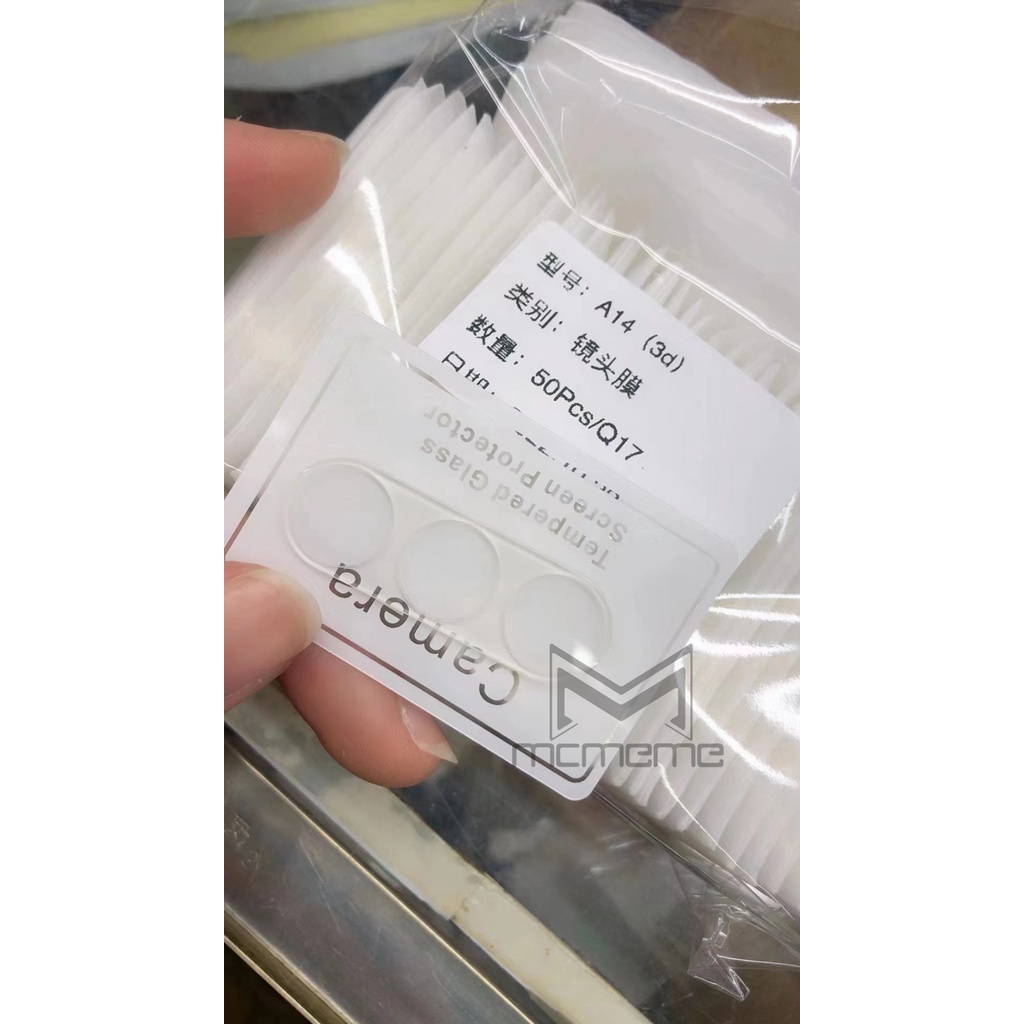 型号: A14 (3d)
类别: 镜头膜
数量: 50Pcs/Q17
Camera
Tempered Glass
Screen Protector
mcmeme